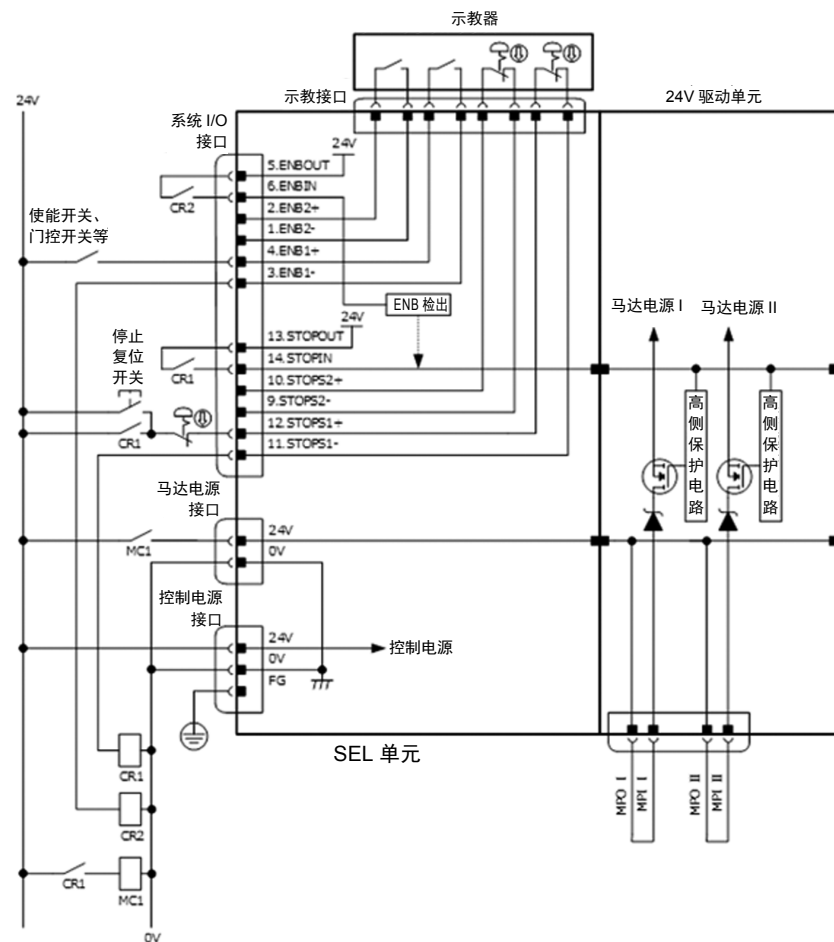 示教器
24V
示教接口
24V 驱动单元
系统 I/O
接口
24V
5.ENBOUT
6.ENBIN
CR2
2.ENB2+
使能开关、
门控开关等
1.ENB2-
4.ENB1+
3.ENB1-
ENB 检出
马达电源 I
马达电源 II
24V
停止
复位
开关
13.STOPOUT
14.STOPIN
CR1
10.STOPS2+
9.STOPS2-
12.STOPS1+
CR1
11.STOPS1-
高侧保护电路
高侧保护电路
马达电源
接口
24V
MC1
0V
控制电源
接口
24V
控制电源
0V
FG
SEL 单元
CR1
MPO I
MPI I
MPO II
MPI II
CR2
CR1
MC1
0V